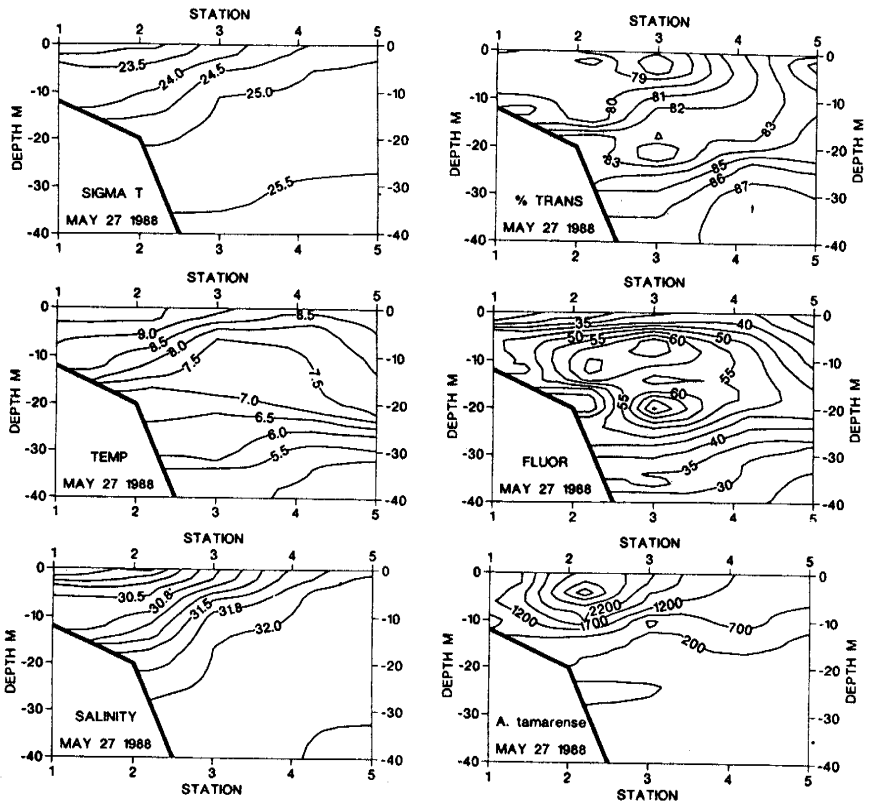 STATION
1 2 3 4 5
0 0
-10 -10
-20 -20
-30 -30
-40 -40
DEPTH M
23.5
24.0
24.5
25.0
25.5
SIGMA T
MAY 27 1988
1 2 3 4 5
STATION
1 2 3 4 5
0 0
-10 -10
-20 -20
-30 -30
-40 -40
DEPTH M
DEPTH M
79
80
81
82
83
83
85
86
87
% TRANS
MAY 27 1988
1 2 3 4 5
STATION
1 2 3 4 5
0 0
-10 -10
-20 -20
-30 -30
-40 -40
DEPTH M
8.5
9.0
8.5
8.0
7.5
7.5
7.0
6.5
6.0
5.5
TEMP
MAY 27 1988
1 2 3 4 5
STATION
1 2 3 4 5
0 0
-10 -10
-20 -20
-30 -30
-40 -40
DEPTH M
DEPTH M
35
40
50
55
60
50
55
55
60
40
35
30
FLUOR
MAY 27 1988
1 2 3 4 5
STATION
1 2 3 4 5
0 0
-10 -10
-20 -20
-30 -30
-40 -40
DEPTH M
30.5
30.8
31.5
31.8
32.0
SALINITY
MAY 27 1988
1 2 3 4 5
STATION
STATION
1 2 3 4 5
0 0
-10 -10
-20 -20
-30 -30
-40 -40
DEPTH M
DEPTH M
1200
2200
1700
1200
700
200
A. tamarense
MAY 27 1988
1 2 3 4 5
STATION